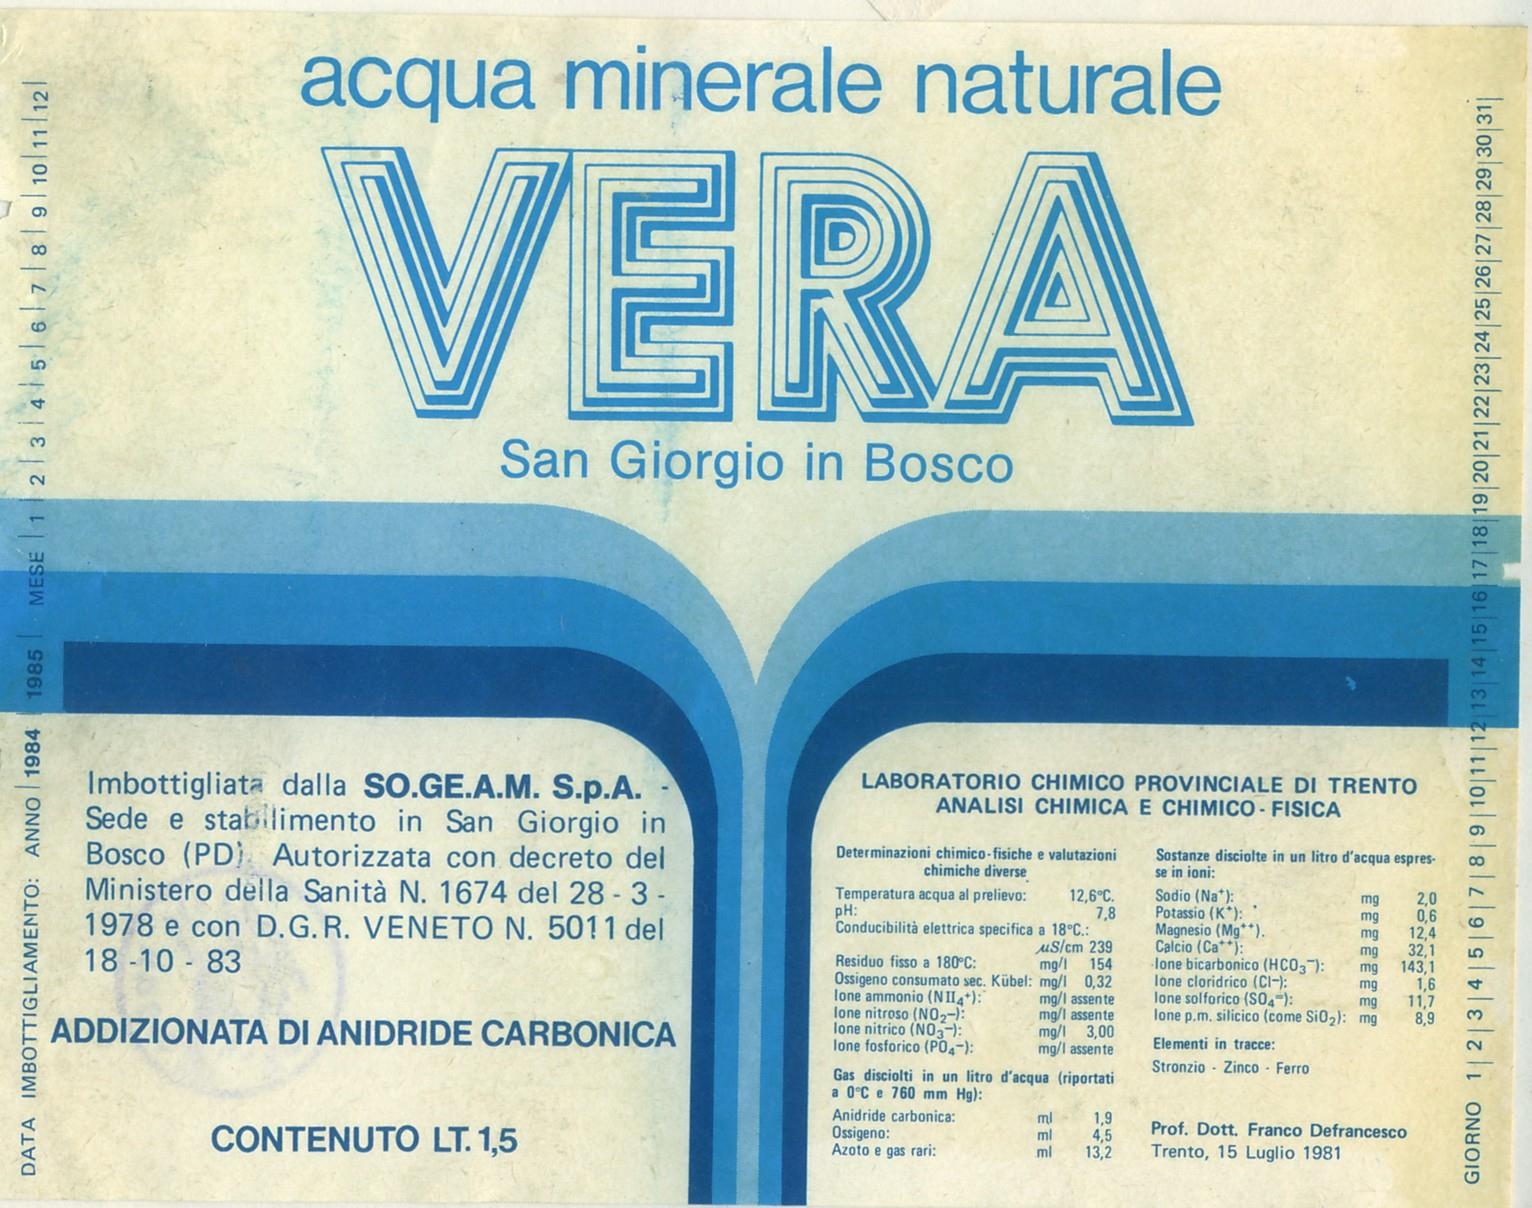 acqua minerale naturale
VERA
San Giorgio in Bosco
DATA IMBOTTIGLIAMENTO: ANNO | 1984 | 1985 | MESE | 1 | 2 | 3 | 4 | 5 | 6 | 7 | 8 | 9 | 10 | 11 | 12 |
Imbottigliata dalla SO.GE.A.M. S.p.A. -
Sede e stabilimento in San Giorgio in
Bosco (PD). Autorizzata con decreto del
Ministero della Sanità N. 1674 del 28 - 3 -
1978 e con D.G.R. VENETO N. 5011 del
18 -10 - 83
ADDIZIONATA DI ANIDRIDE CARBONICA
CONTENUTO LT. 1,5
LABORATORIO CHIMICO PROVINCIALE DI TRENTO
ANALISI CHIMICA E CHIMICO-FISICA
Determinazioni chimico-fisiche e valutazioni
chimiche diverse
Temperatura acqua al prelievo: 12,6°C.
pH: 7,8
Conducibilità elettrica specifica a 18°C.:
µS/cm 239
Residuo fisso a 180°C: mg/l 154
Ossigeno consumato sec. Kübel: mg/l 0,32
Ione ammonio (NH₄⁺): mg/l assente
Ione nitroso (NO₂–): mg/l assente
Ione nitrico (NO₃–): mg/l 3,00
Ione fosforico (PO₄–): mg/l assente
Gas disciolti in un litro d'acqua (riportati
a 0°C e 760 mm Hg):
Anidride carbonica: ml 1,9
Ossigeno: ml 4,5
Azoto e gas rari: ml 13,2
Sostanze disciolte in un litro d'acqua espres-
se in ioni:
Sodio (Na⁺): mg 2,0
Potassio (K⁺): mg 0,6
Magnesio (Mg⁺⁺). mg 12,4
Calcio (Ca⁺⁺): mg 32,1
Ione bicarbonico (HCO₃–): mg 143,1
Ione cloridrico (Cl–): mg 1,6
Ione solforico (SO₄=): mg 11,7
Ione p.m. silicico (come SiO₂): mg 8,9
Elementi in tracce:
Stronzio - Zinco - Ferro
Prof. Dott. Franco Defrancesco
Trento, 15 Luglio 1981
GIORNO 1 | 2 | 3 | 4 | 5 | 6 | 7 | 8 | 9 | 10 | 11 | 12 | 13 | 14 | 15 | 16 | 17 | 18 | 19 | 20 | 21 | 22 | 23 | 24 | 25 | 26 | 27 | 28 | 29 | 30 | 31 |